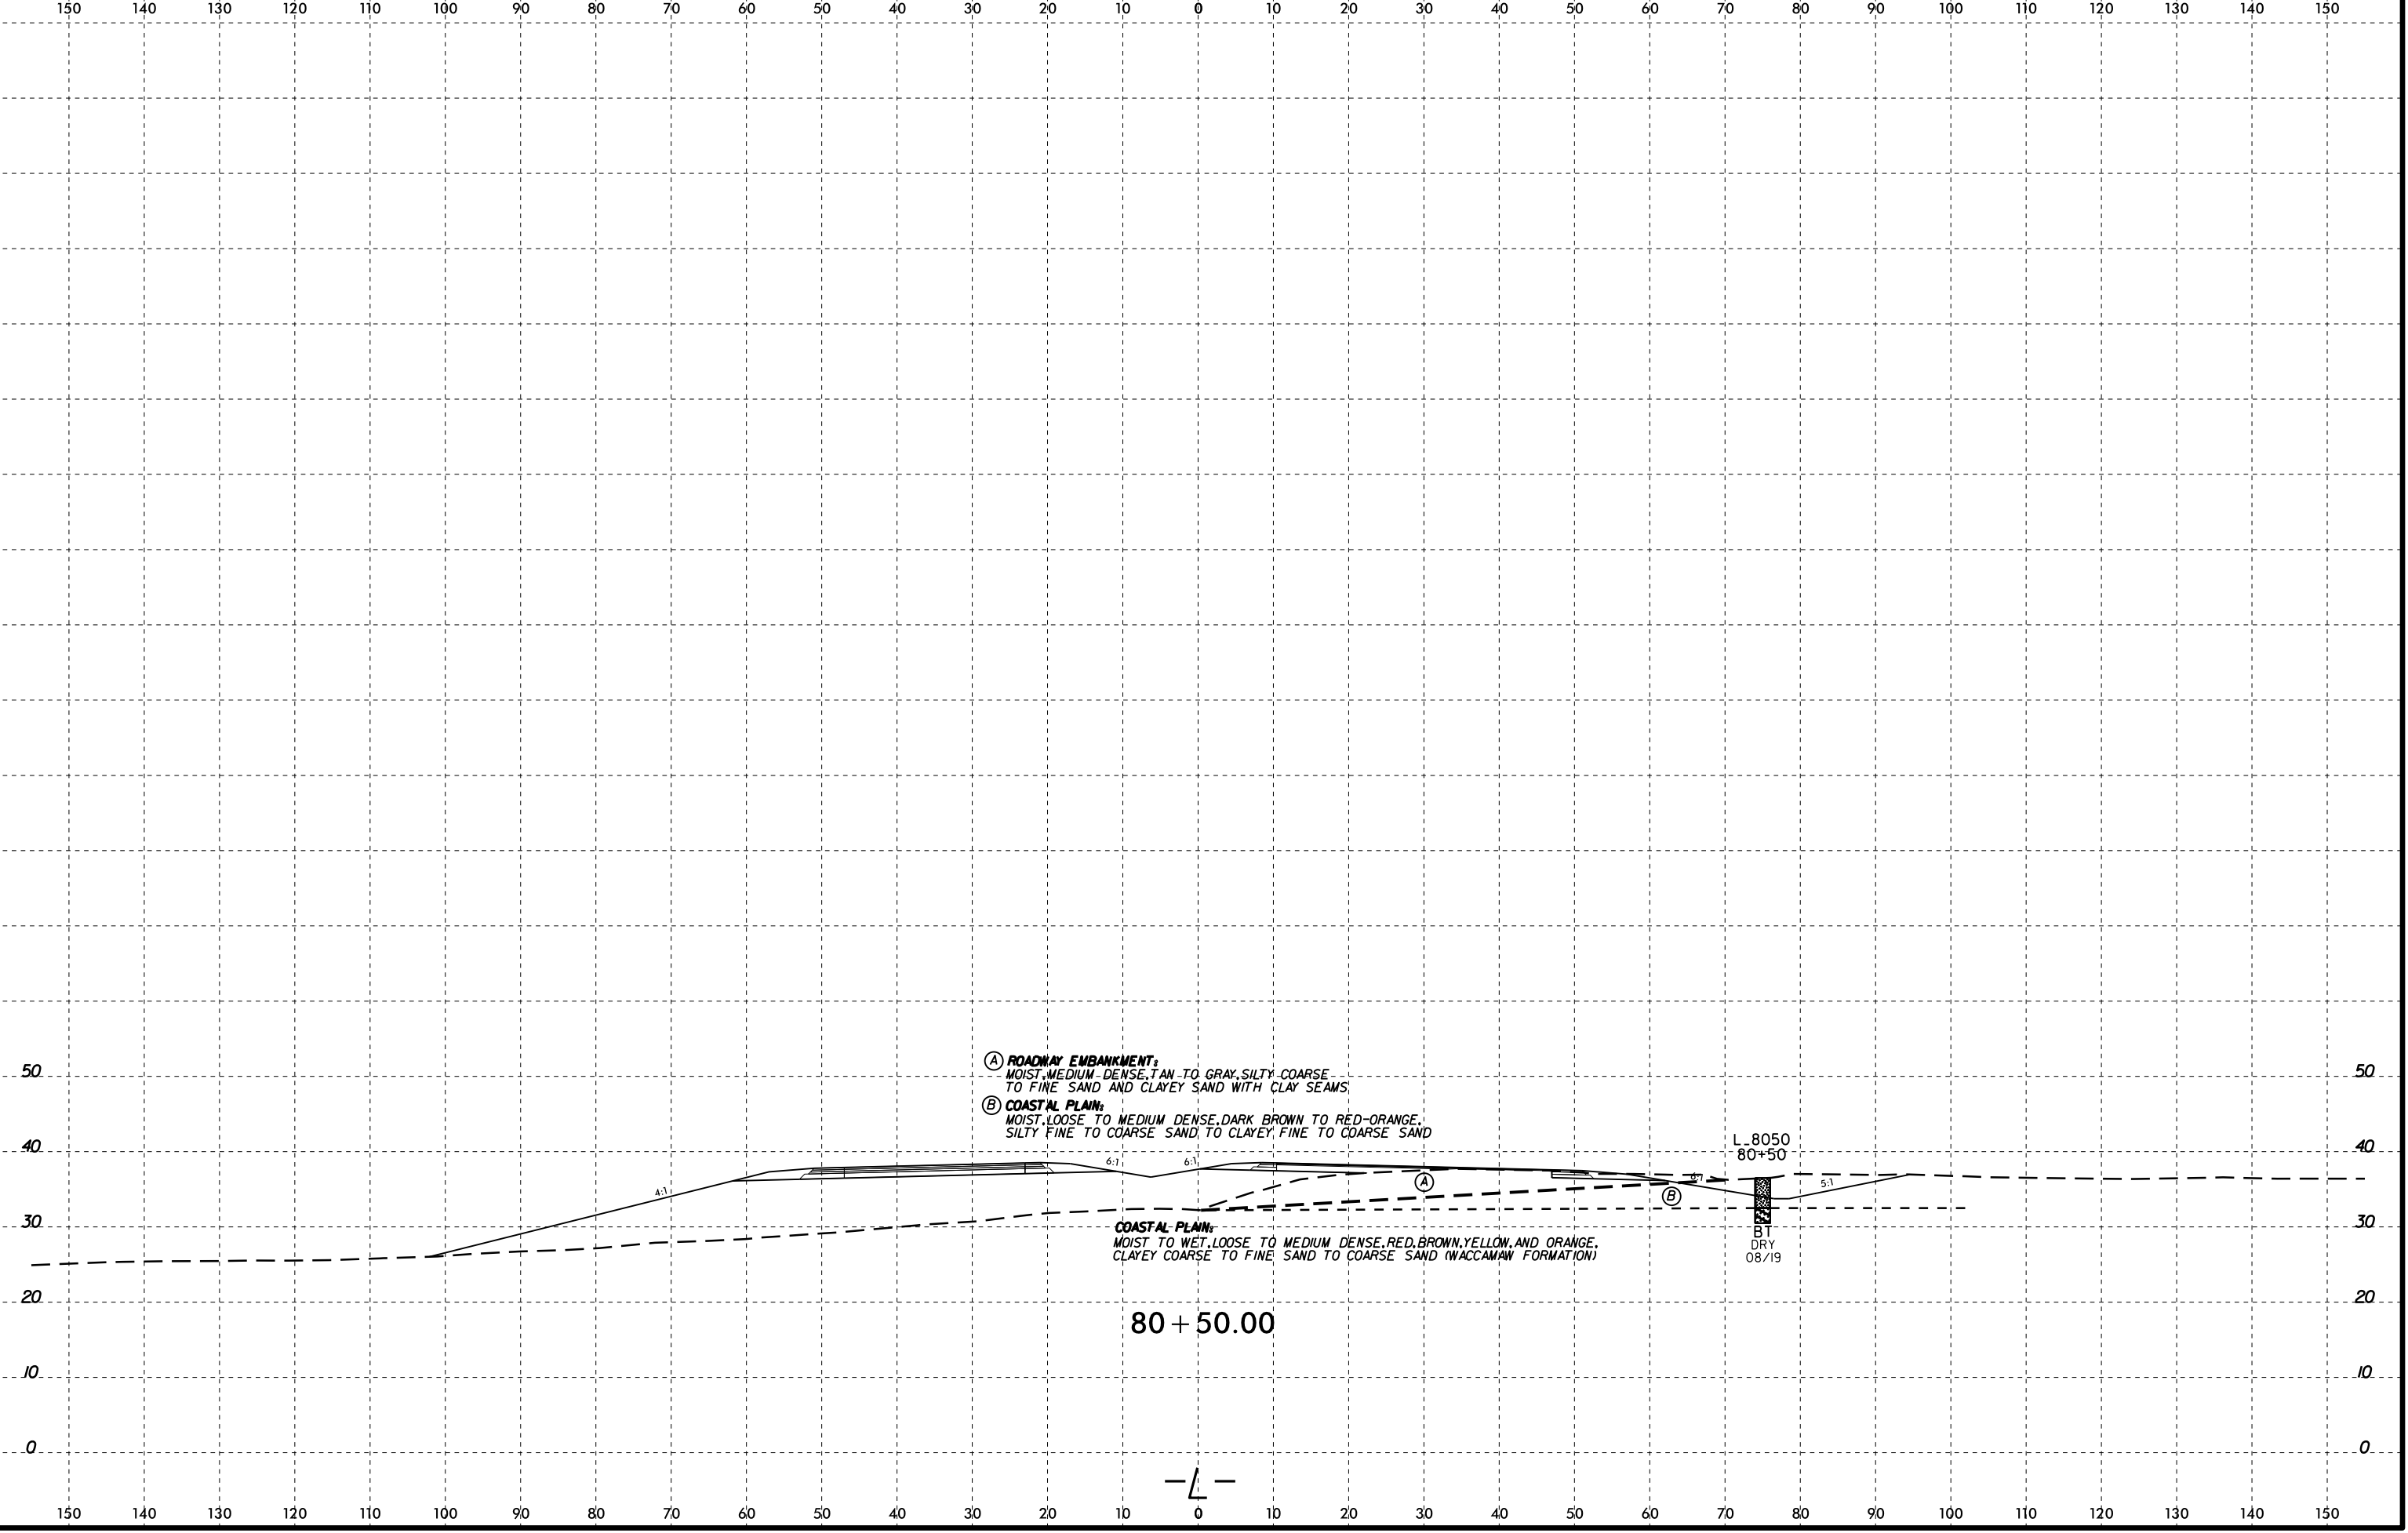 150 140 130 120 110 100 90 80 70 60 50 40 30 20 10 0 10 20 30 40 50 60 70 80 90 100 110 120 130 140 150
Ⓐ ROADWAY EMBANKMENT:
50 MOIST, MEDIUM DENSE, TAN TO GRAY, SILTY COARSE 50
TO FINE SAND AND CLAYEY SAND WITH CLAY SEAMS
Ⓑ COASTAL PLAIN:
MOIST, LOOSE TO MEDIUM DENSE, DARK BROWN TO RED-ORANGE,
SILTY FINE TO COARSE SAND TO CLAYEY FINE TO COARSE SAND
40 L_8050 40
80+50
6:1 6:1
4:1 Ⓐ 6:1 5:1
Ⓑ
30 COASTAL PLAIN: 30
BT
MOIST TO WET, LOOSE TO MEDIUM DENSE, RED, BROWN, YELLOW, AND ORANGE,
DRY
CLAYEY COARSE TO FINE SAND TO COARSE SAND (WACCAMAW FORMATION)
08/19
20 20
80+50.00
10 10
0 0
-L-
150 140 130 120 110 100 90 80 70 60 50 40 30 20 10 0 10 20 30 40 50 60 70 80 90 100 110 120 130 140 150